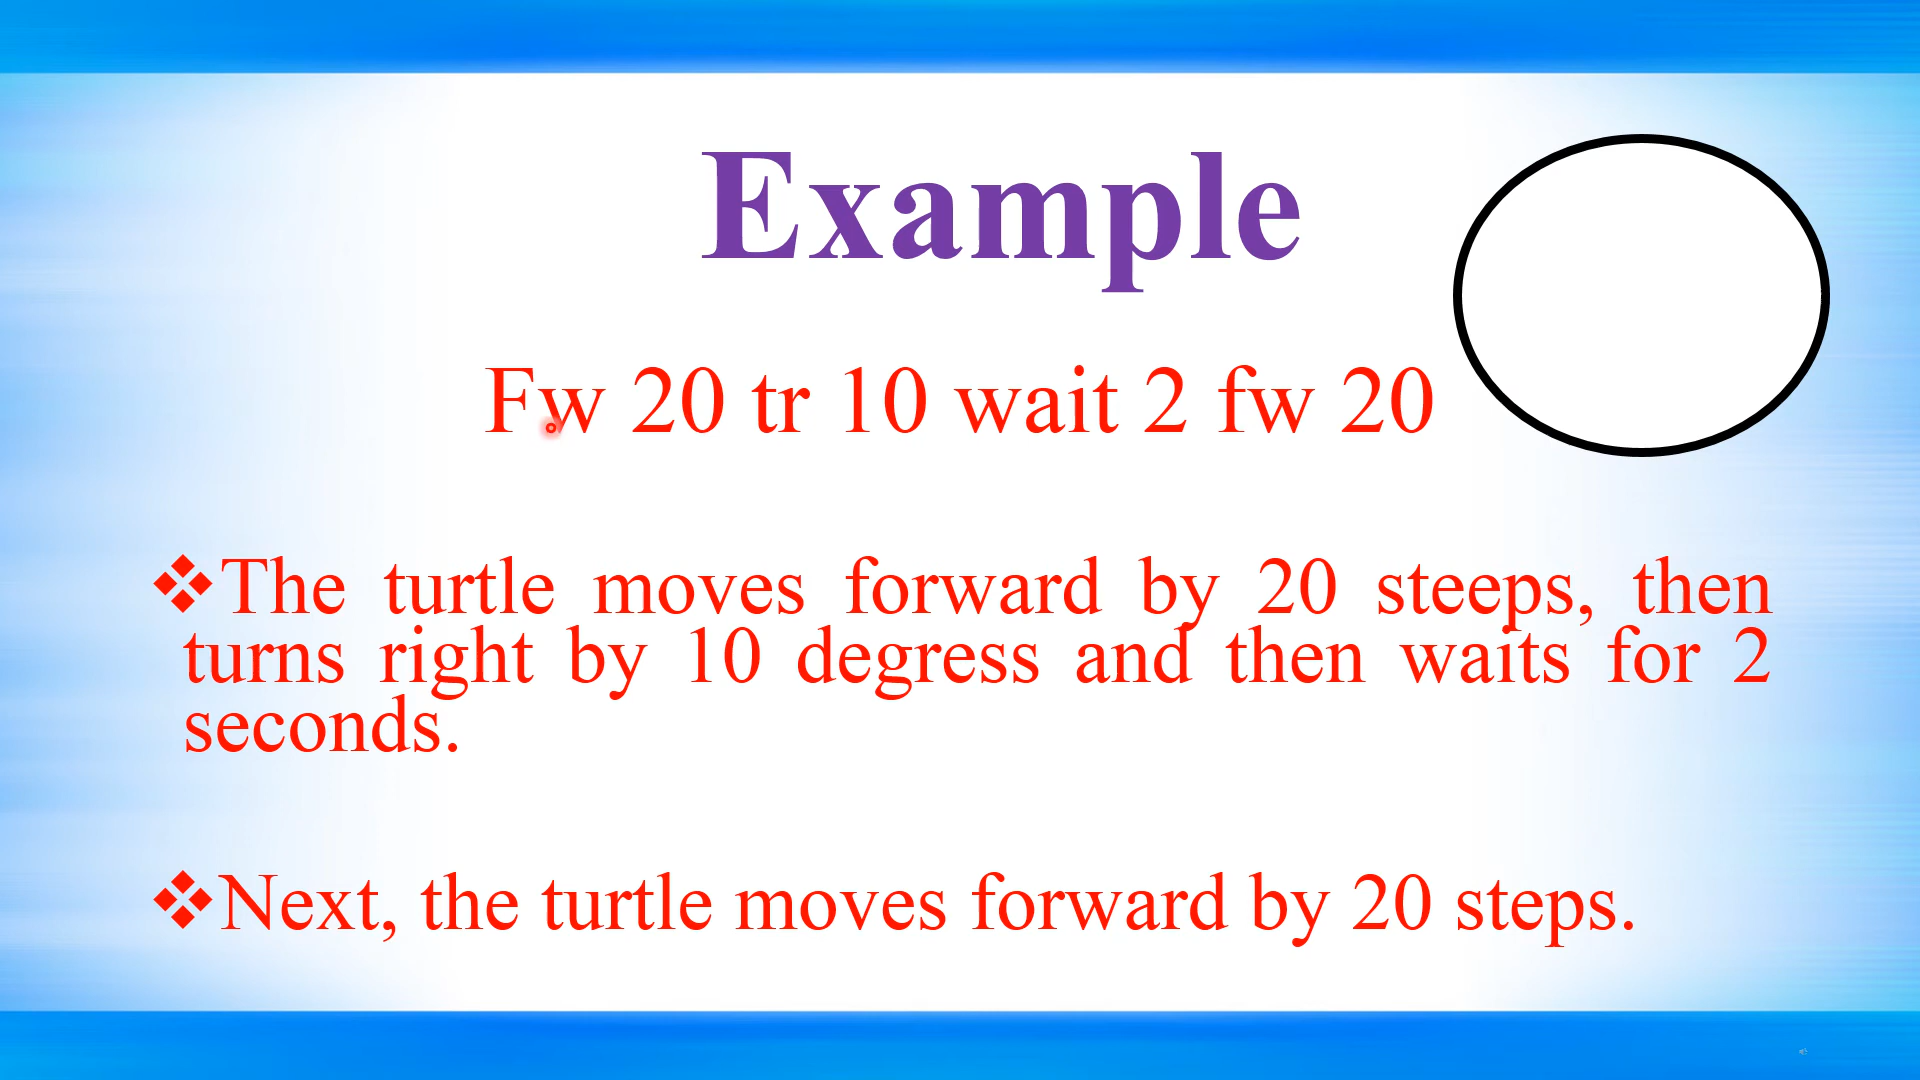 Example
Fw 20 tr 10 wait 2 fw 20
❖The turtle moves forward by 20 steeps, then
turns right by 10 degress and then waits for 2
seconds.
❖Next, the turtle moves forward by 20 steps.